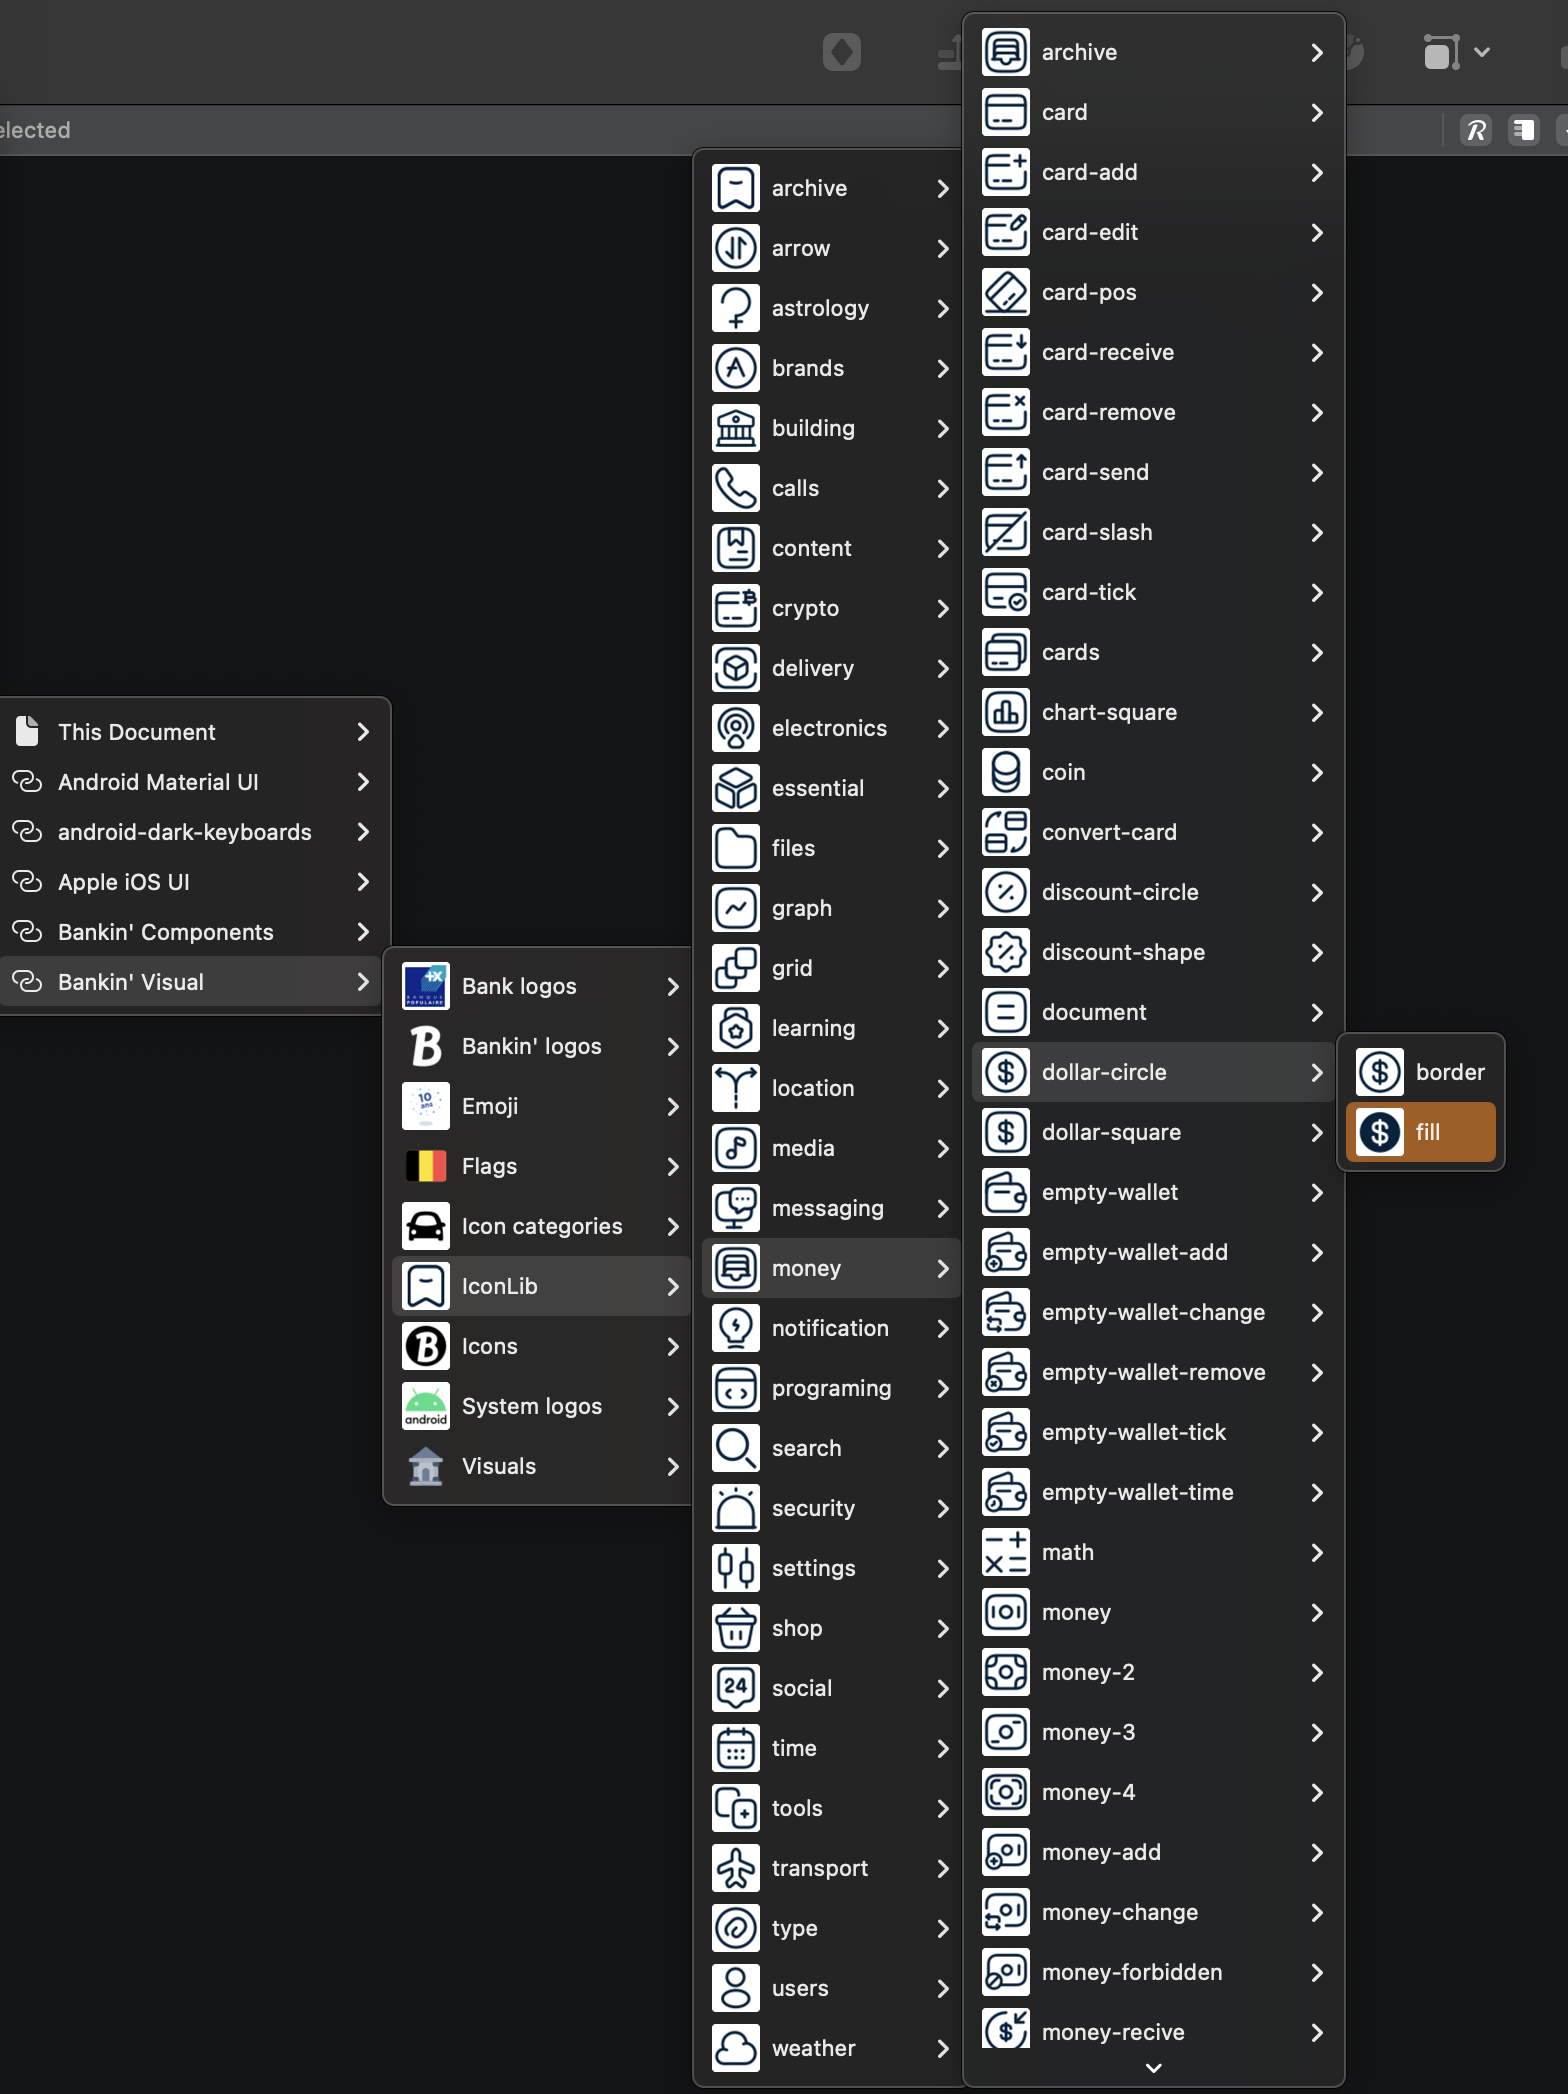 elected
This Document
Android Material UI
android-dark-keyboards
Apple iOS UI
Bankin' Components
Bankin' Visual
Bank logos
Bankin' logos
Emoji
Flags
Icon categories
IconLib
Icons
System logos
Visuals
+X
BANQUE
POPULAIRE
B
10
ans
B
android
archive
arrow
astrology
brands
building
calls
content
crypto
delivery
electronics
essential
files
graph
grid
learning
location
media
messaging
money
notification
programing
search
security
settings
shop
social
24
time
tools
transport
type
users
weather
archive
card
card-add
card-edit
card-pos
card-receive
card-remove
card-send
card-slash
card-tick
cards
chart-square
coin
convert-card
discount-circle
discount-shape
document
dollar-circle
dollar-square
empty-wallet
empty-wallet-add
empty-wallet-change
empty-wallet-remove
empty-wallet-tick
empty-wallet-time
math
money
money-2
money-3
money-4
money-add
money-change
money-forbidden
money-recive
border
fill
R